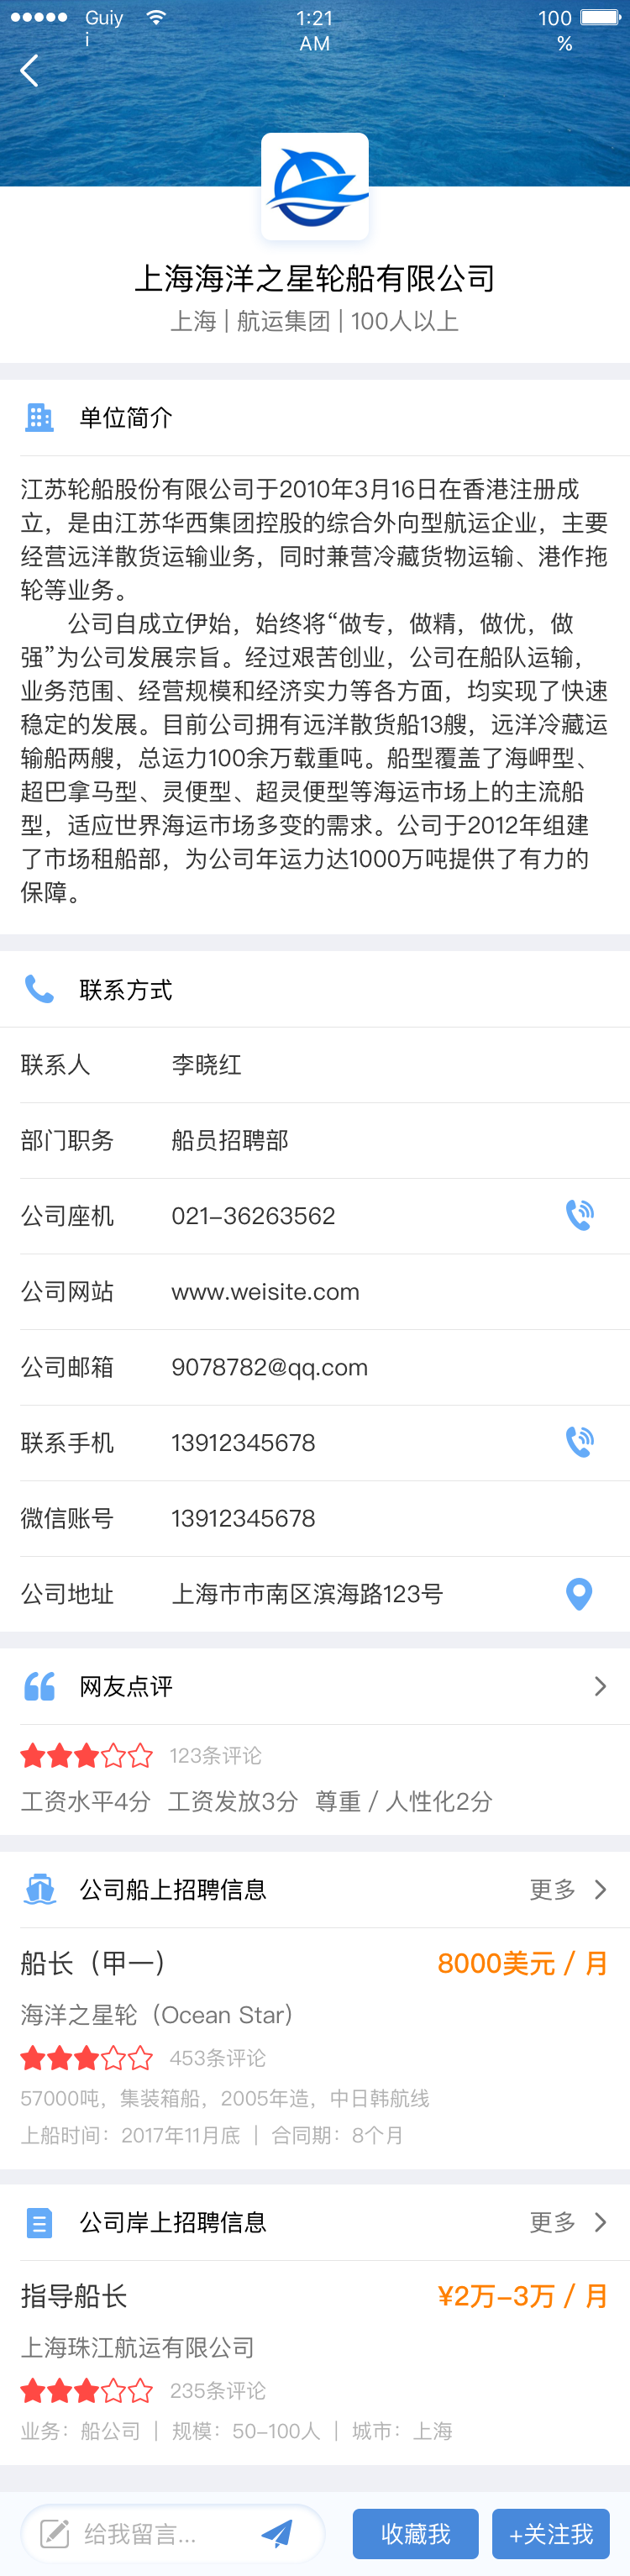 Guiyi
1:21 AM
100 %
上海海洋之星轮船有限公司
上海 | 航运集团 | 100人以上
单位简介
江苏轮船股份有限公司于2010年3月16日在香港注册成
立，是由江苏华西集团控股的综合外向型航运企业，主要
经营远洋散货运输业务，同时兼营冷藏货物运输、港作拖
轮等业务。
公司自成立伊始，始终将“做专，做精，做优，做
强”为公司发展宗旨。经过艰苦创业，公司在船队运输，
业务范围、经营规模和经济实力等各方面，均实现了快速
稳定的发展。目前公司拥有远洋散货船13艘，远洋冷藏运
输船两艘，总运力100余万载重吨。船型覆盖了海岬型、
超巴拿马型、灵便型、超灵便型等海运市场上的主流船
型，适应世界海运市场多变的需求。公司于2012年组建
了市场租船部，为公司年运力达1000万吨提供了有力的
保障。
联系方式
联系人 李晓红
部门职务 船员招聘部
公司座机 021-36263562
公司网站 www.weisite.com
公司邮箱 9078782@qq.com
联系手机 13912345678
微信账号 13912345678
公司地址 上海市市南区滨海路123号
网友点评
123条评论
工资水平4分 工资发放3分 尊重 / 人性化2分
公司船上招聘信息 更多
船长（甲一） 8000美元 / 月
海洋之星轮（Ocean Star）
453条评论
57000吨，集装箱船，2005年造，中日韩航线
上船时间：2017年11月底 | 合同期：8个月
公司岸上招聘信息 更多
指导船长 ¥2万-3万 / 月
上海珠江航运有限公司
235条评论
业务：船公司 | 规模：50-100人 | 城市：上海
给我留言... 收藏我 +关注我